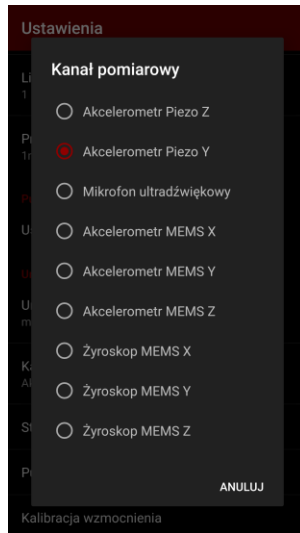 Ustawienia
Kanał pomiarowy
Akcelerometr Piezo Z
Akcelerometr Piezo Y
Mikrofon ultradźwiękowy
Akcelerometr MEMS X
Akcelerometr MEMS Y
Akcelerometr MEMS Z
Żyroskop MEMS X
Żyroskop MEMS Y
Żyroskop MEMS Z
ANULUJ
Kalibracja wzmocnienia